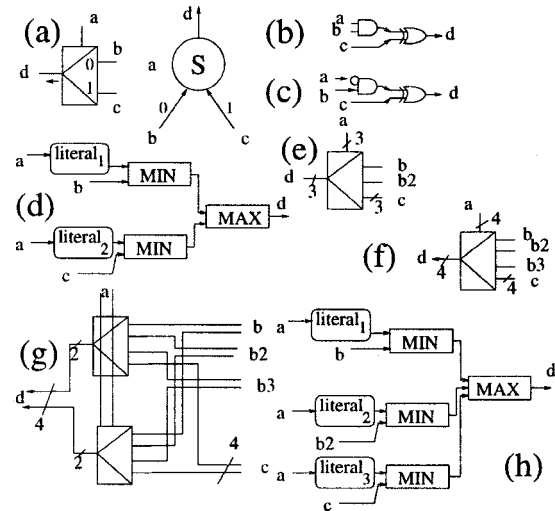 (a)
a
d
b
0
1
c
d
a
S
0
1
b
c
(b)
a
b
c
d
(c)
a
b
c
d
(d)
a
literal1
b
MIN
MAX
d
a
literal2
MIN
c
(e)
a
3
d
3
b
b2
3
c
(f)
a
4
d
4
b
b2
b3
4
c
(g)
a
2
b
b2
b3
d
4
2
4
c
(h)
a
literal1
b
MIN
MAX
d
a
literal2
MIN
b2
a
literal3
MIN
c